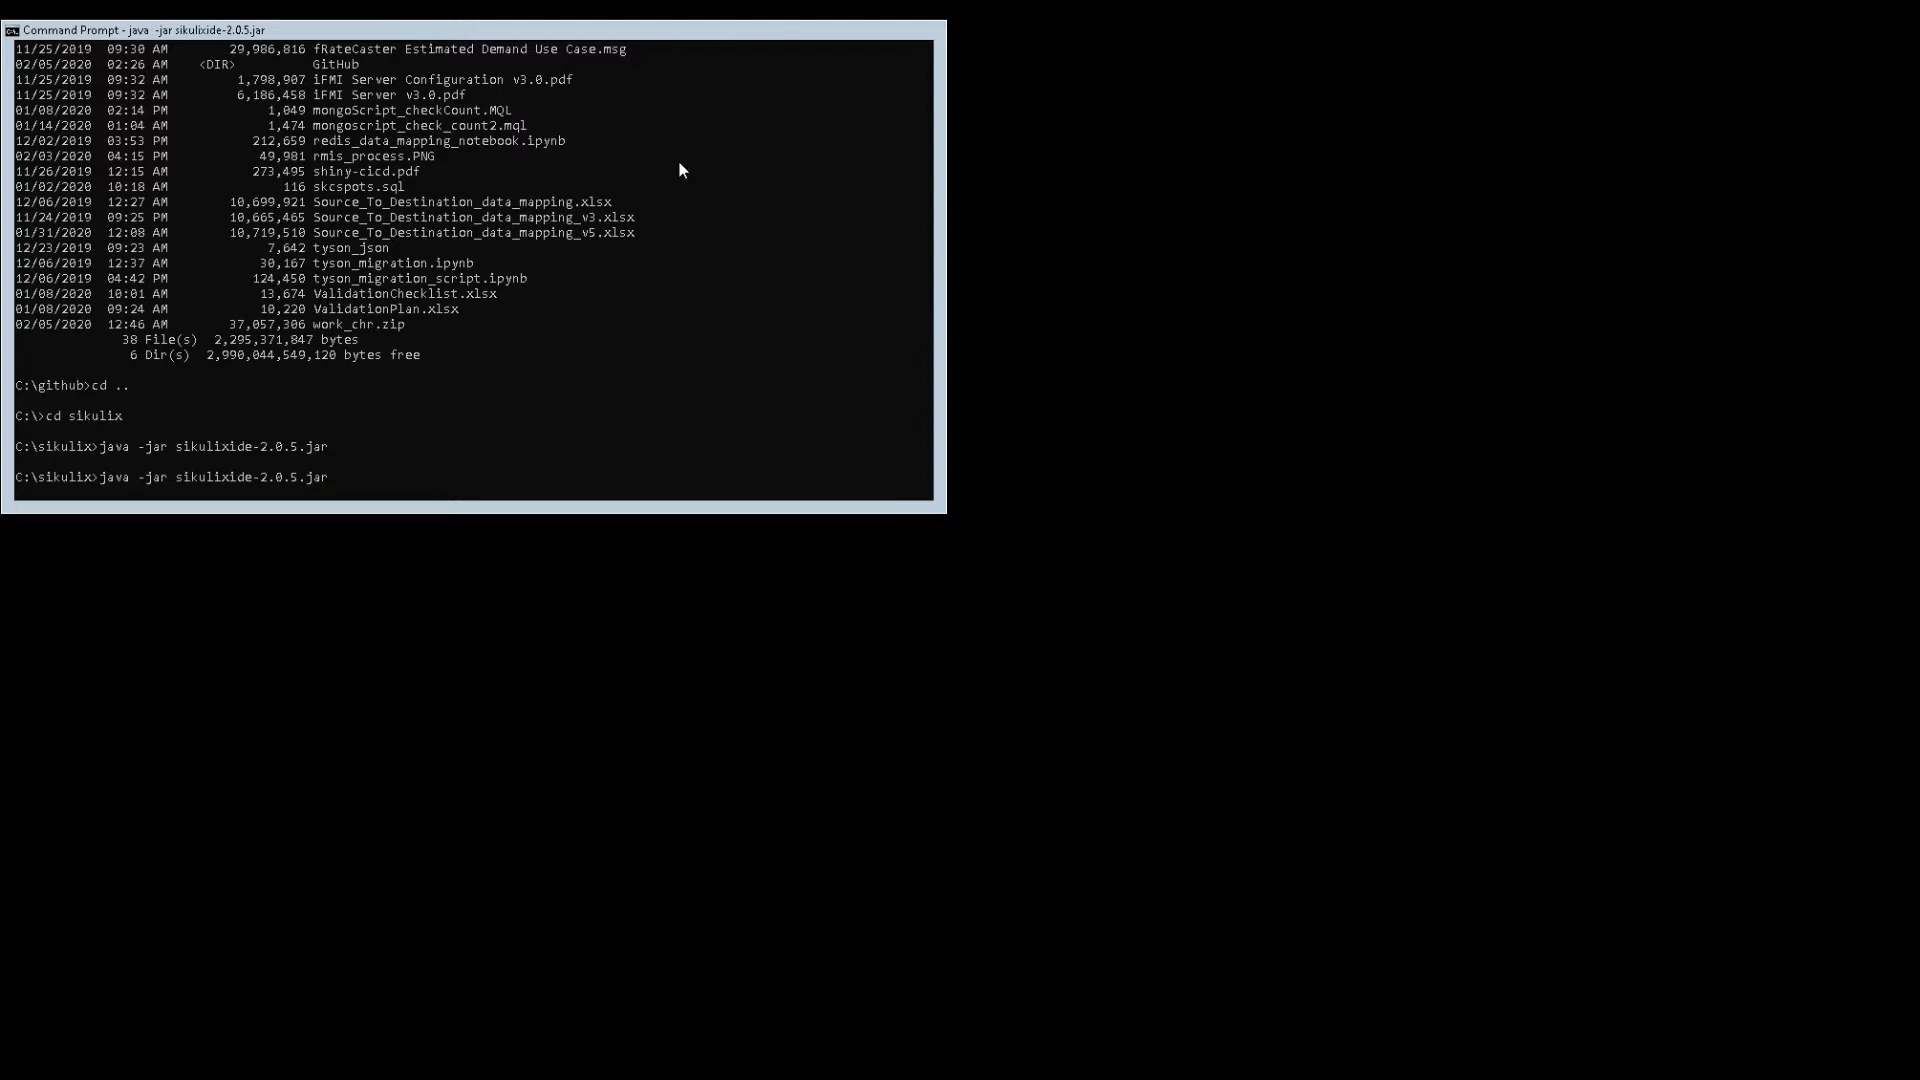 Command Prompt - java  -jar sikulixide-2.0.5.jar
11/25/2019  09:30 AM        29,986,816 fRateCaster Estimated Demand Use Case.msg
02/05/2020  02:26 AM    <DIR>          GitHub
11/25/2019  09:32 AM         1,798,907 iFMI Server Configuration v3.0.pdf
11/25/2019  09:32 AM         6,186,458 iFMI Server v3.0.pdf
01/08/2020  02:14 PM             1,049 mongoScript_checkCount.MQL
01/14/2020  01:04 AM             1,474 mongoscript_check_count2.mql
12/02/2019  03:53 PM           212,659 redis_data_mapping_notebook.ipynb
02/03/2020  04:15 PM            49,981 rmis_process.PNG
11/26/2019  12:15 AM           273,495 shiny-cicd.pdf
01/02/2020  10:18 AM               116 skcspots.sql
12/06/2019  12:27 AM        10,699,921 Source_To_Destination_data_mapping.xlsx
11/24/2019  09:25 PM        10,665,465 Source_To_Destination_data_mapping_v3.xlsx
01/31/2020  12:08 AM        10,719,510 Source_To_Destination_data_mapping_v5.xlsx
12/23/2019  09:23 AM             7,642 tyson_json
12/06/2019  12:37 AM            30,167 tyson_migration.ipynb
12/06/2019  04:42 PM           124,450 tyson_migration_script.ipynb
01/08/2020  10:01 AM            13,674 ValidationChecklist.xlsx
01/08/2020  09:24 AM            10,220 ValidationPlan.xlsx
02/05/2020  12:46 AM        37,057,306 work_chr.zip
38 File(s)  2,295,371,847 bytes
6 Dir(s)  2,990,044,549,120 bytes free
C:\github>cd ..
C:\>cd sikulix
C:\sikulix>java -jar sikulixide-2.0.5.jar
C:\sikulix>java -jar sikulixide-2.0.5.jar